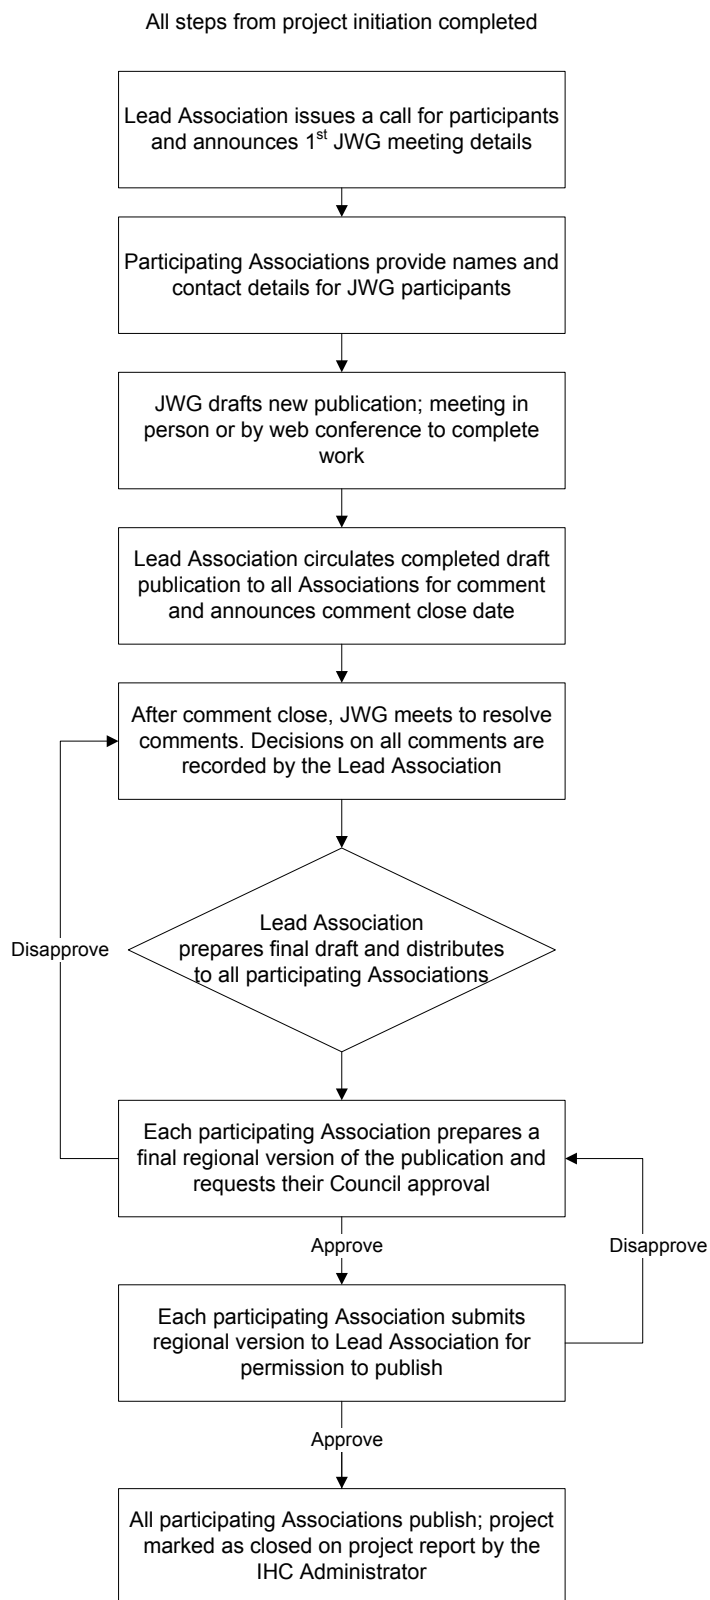 All steps from project initiation completed
Lead Association issues a call for participants
and announces 1st JWG meeting details
Participating Associations provide names and
contact details for JWG participants
JWG drafts new publication; meeting in
person or by web conference to complete
work
Lead Association circulates completed draft
publication to all Associations for comment
and announces comment close date
After comment close, JWG meets to resolve
comments. Decisions on all comments are
recorded by the Lead Association
Lead Association
prepares final draft and distributes
to all participating Associations
Disapprove
Each participating Association prepares a
final regional version of the publication and
requests their Council approval
Approve
Disapprove
Each participating Association submits
regional version to Lead Association for
permission to publish
Approve
All participating Associations publish; project
marked as closed on project report by the
IHC Administrator